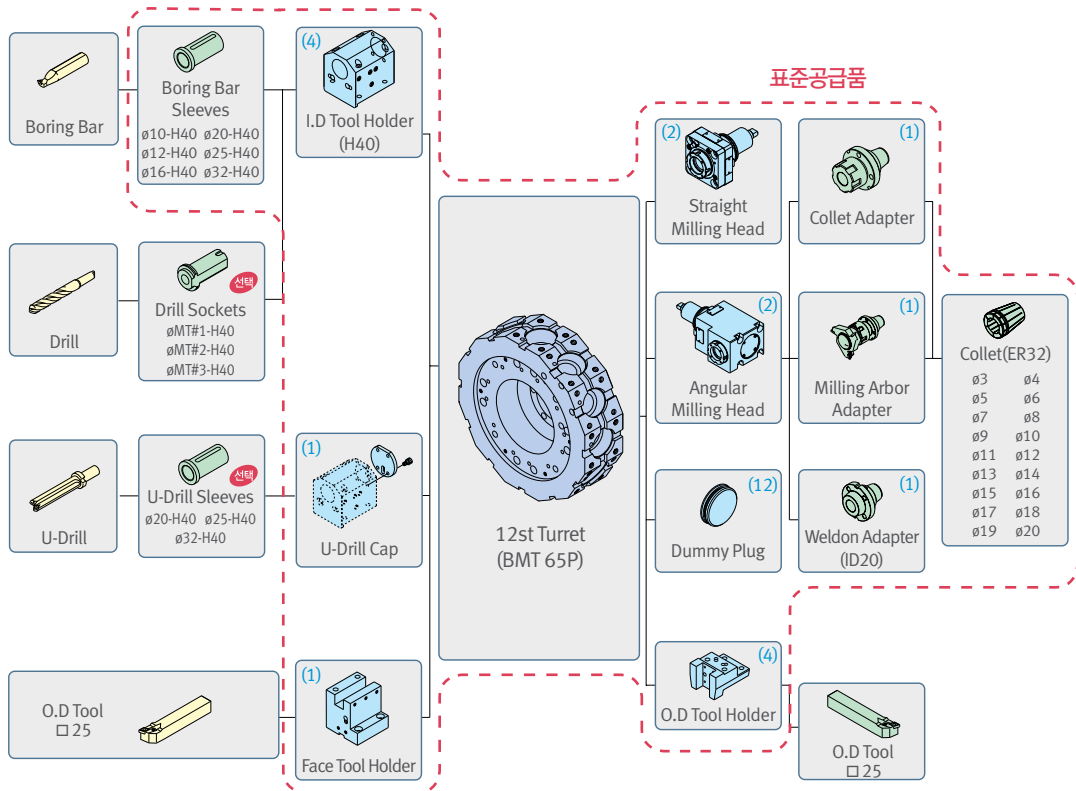 표준공급품
Boring Bar
Boring Bar
Sleeves
ø10-H40 ø20-H40
ø12-H40 ø25-H40
ø16-H40 ø32-H40
(4)
I.D Tool Holder
(H40)
Drill
선택
Drill Sockets
øMT#1-H40
øMT#2-H40
øMT#3-H40
U-Drill
선택
U-Drill Sleeves
ø20-H40 ø25-H40
ø32-H40
(1)
U-Drill Cap
O.D Tool
□ 25
(1)
Face Tool Holder
12st Turret
(BMT 65P)
(2)
Straight
Milling Head
(1)
Collet Adapter
(2)
Angular
Milling Head
(1)
Milling Arbor
Adapter
Collet(ER32)
ø3 ø4
ø5 ø6
ø7 ø8
ø9 ø10
ø11 ø12
ø13 ø14
ø15 ø16
ø17 ø18
ø19 ø20
(12)
Dummy Plug
(1)
Weldon Adapter
(ID20)
(4)
O.D Tool Holder
O.D Tool
□ 25